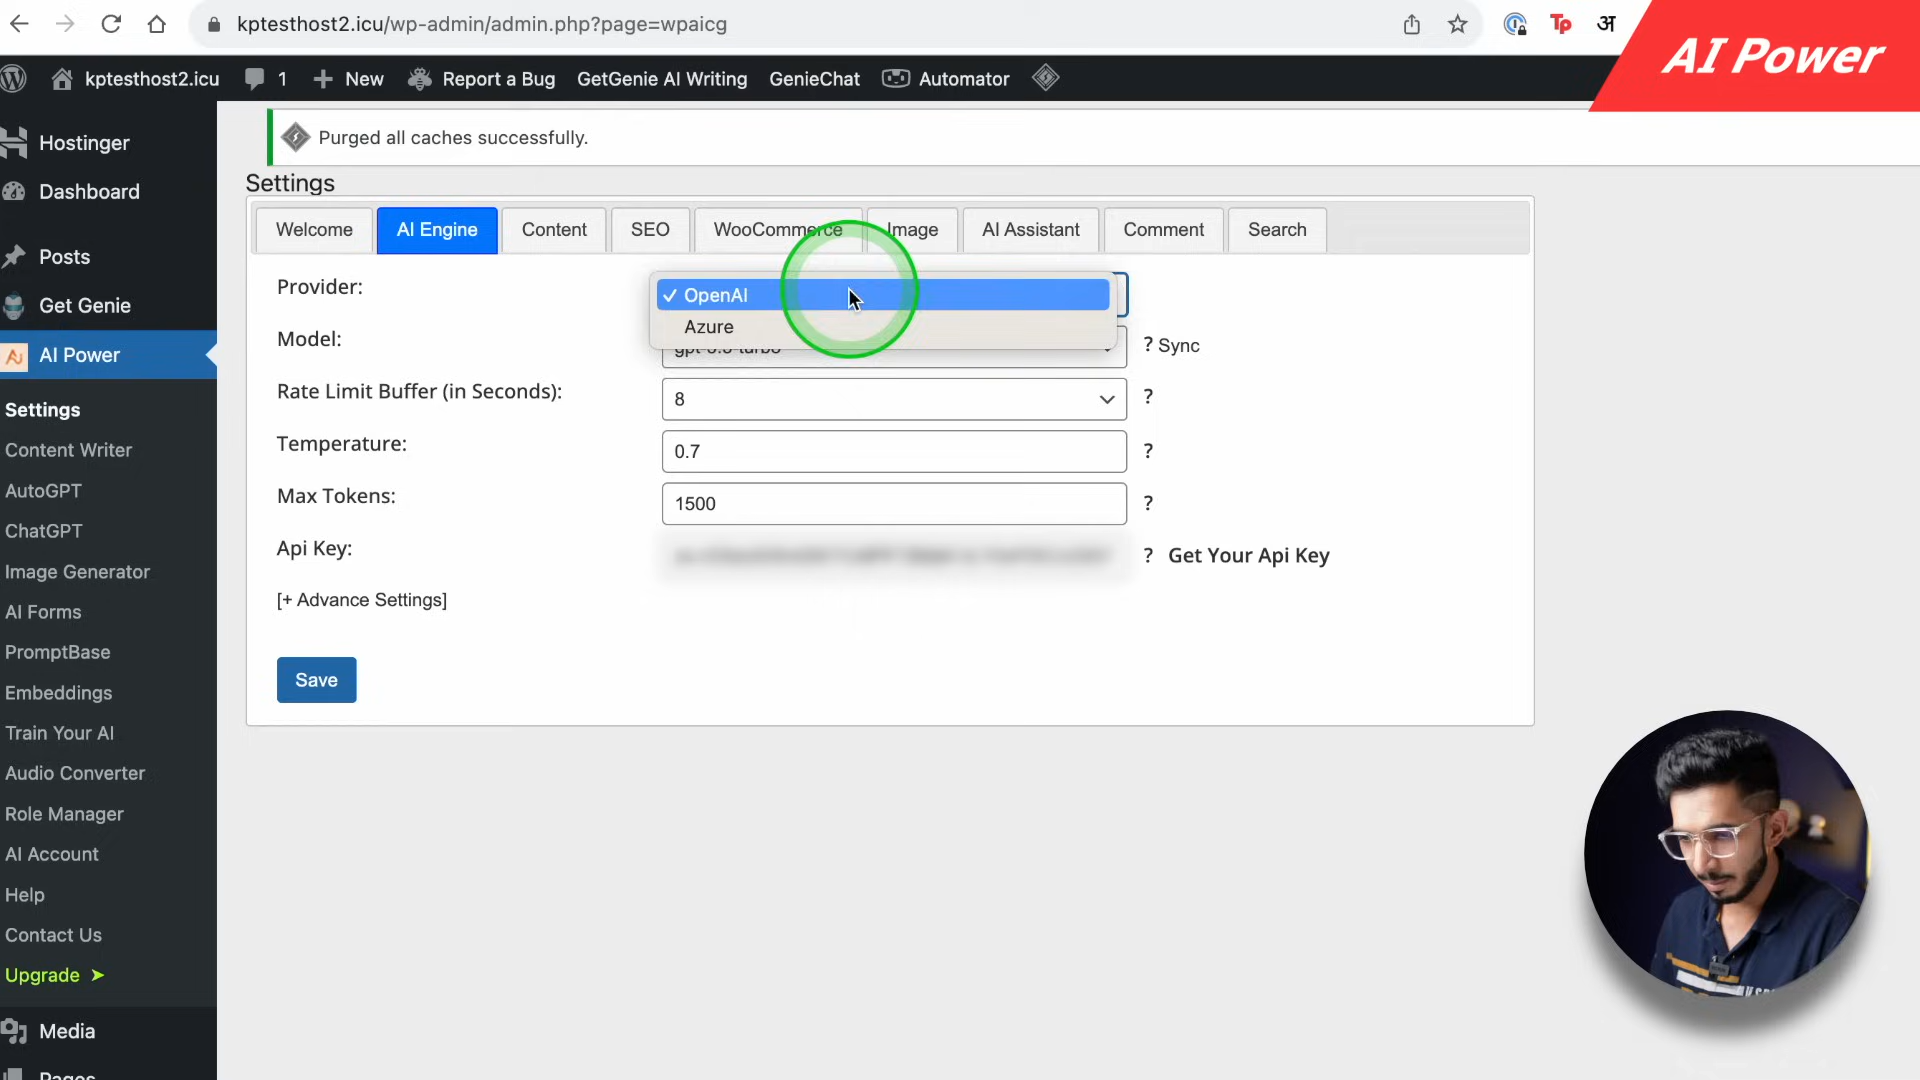 kptesthost2.icu/wp-admin/admin.php?page=wpaicg
Tp
अ
AI Power
kptesthost2.icu
1
New
Report a Bug
GetGenie AI Writing
GenieChat
Automator
Hostinger
Dashboard
Posts
Get Genie
AI Power
Settings
Content Writer
AutoGPT
ChatGPT
Image Generator
AI Forms
PromptBase
Embeddings
Train Your AI
Audio Converter
Role Manager
AI Account
Help
Contact Us
Upgrade ➤
Media
Pages
Purged all caches successfully.
Settings
Welcome
AI Engine
Content
SEO
WooCommerce
Image
AI Assistant
Comment
Search
Provider:
✓ OpenAI
Azure
Model:
gpt-3.5-turbo
? Sync
Rate Limit Buffer (in Seconds):
8
?
Temperature:
0.7
?
Max Tokens:
1500
?
Api Key:
? Get Your Api Key
[+ Advance Settings]
Save